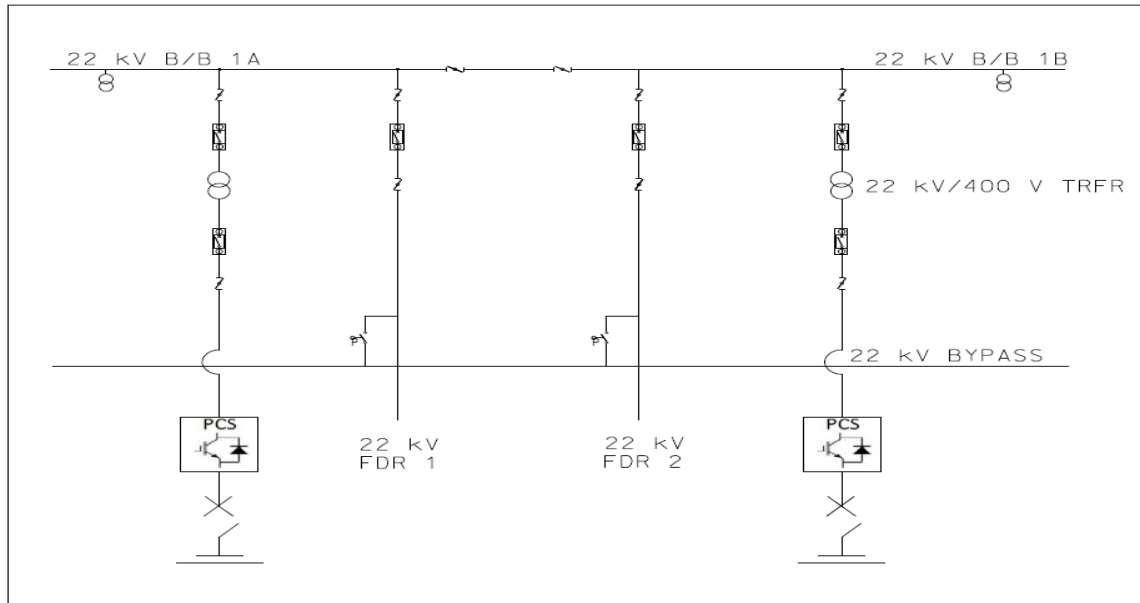 22 kV B/B 1A
22 kV B/B 1B
22 kV/400 V TRFR
22 kV BYPASS
PCS
22 kV
FDR 1
22 kV
FDR 2
PCS